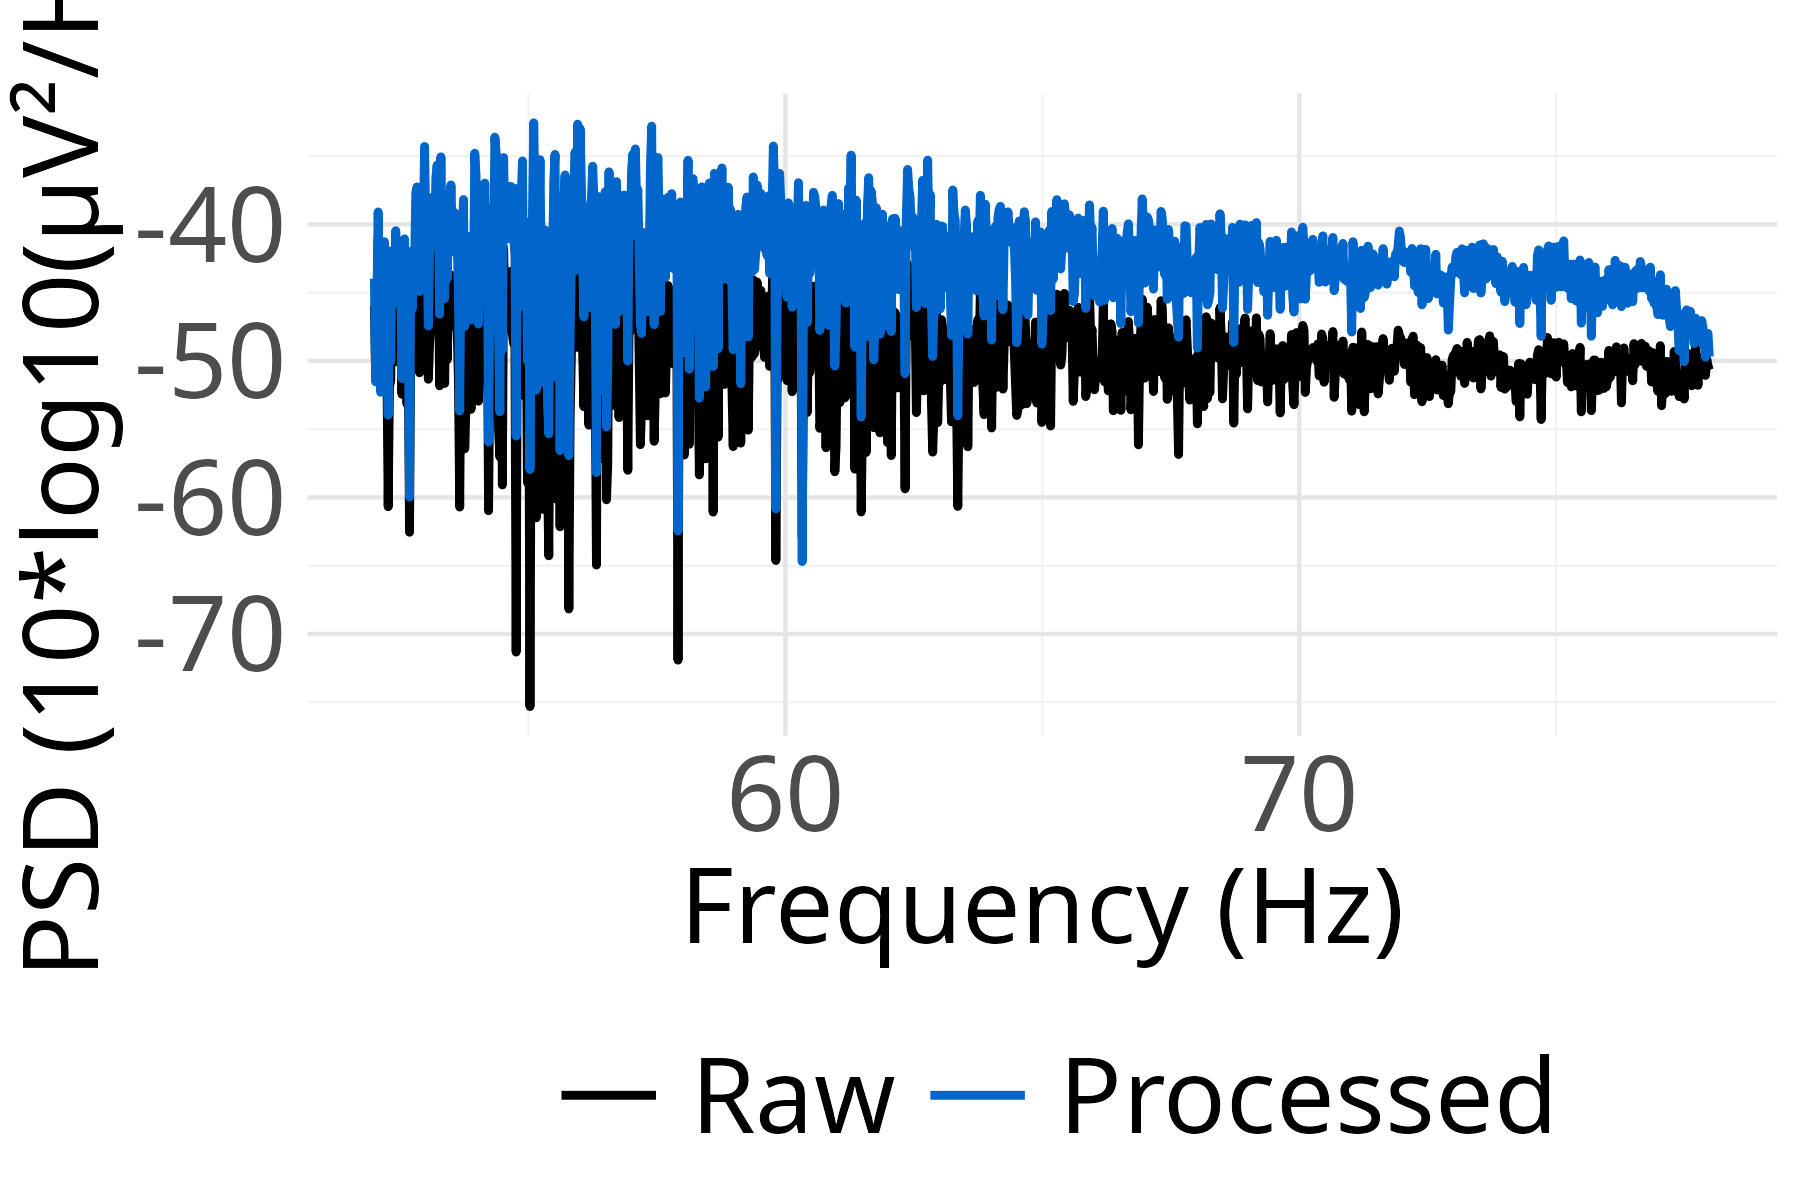 PSD (10*log10(µV²/H
-40
-50
-60
-70
60 70
Frequency (Hz)
Raw Processed